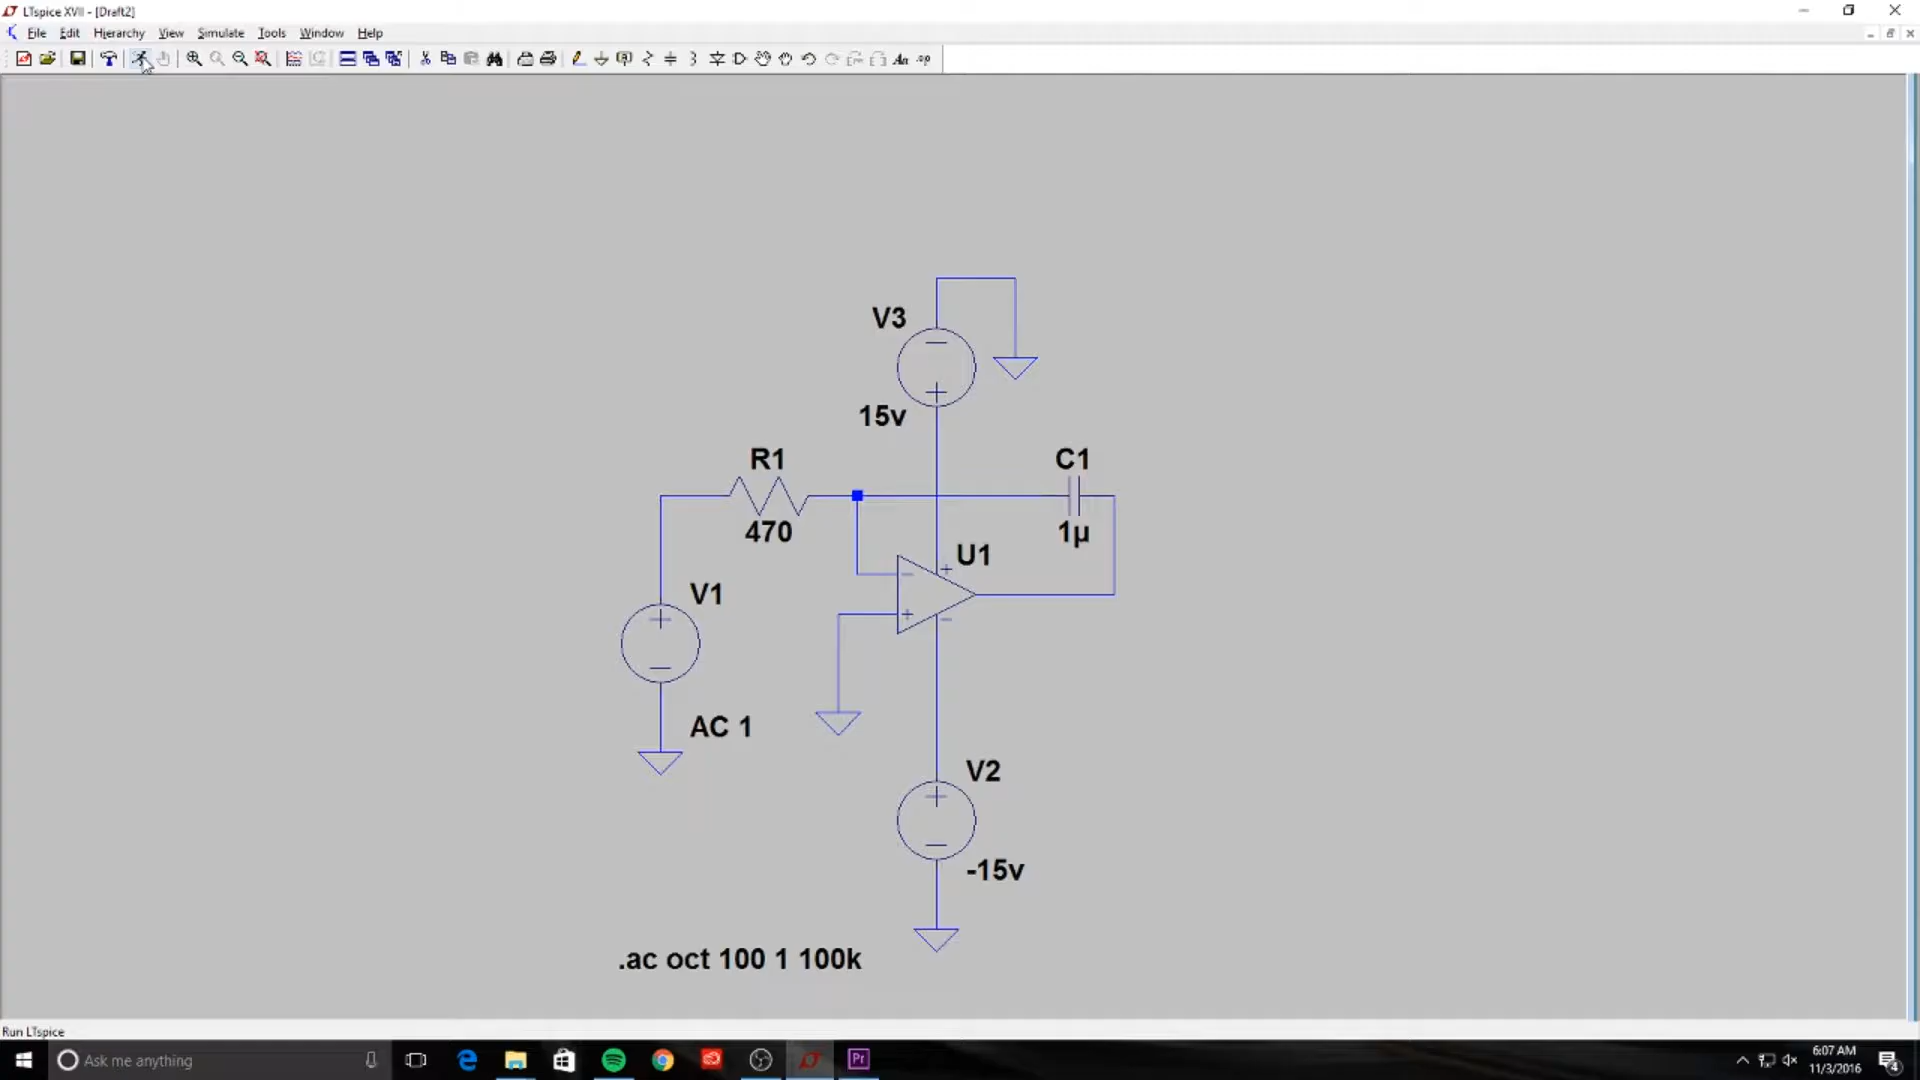 LTspice XVII - [Draft2]
File Edit Hierarchy View Simulate Tools Window Help
V3
15v
R1
470
C1
1µ
U1
V1
AC 1
V2
-15v
.ac oct 100 1 100k
Run LTspice
Ask me anything
Pr
6:07 AM
11/3/2016
4